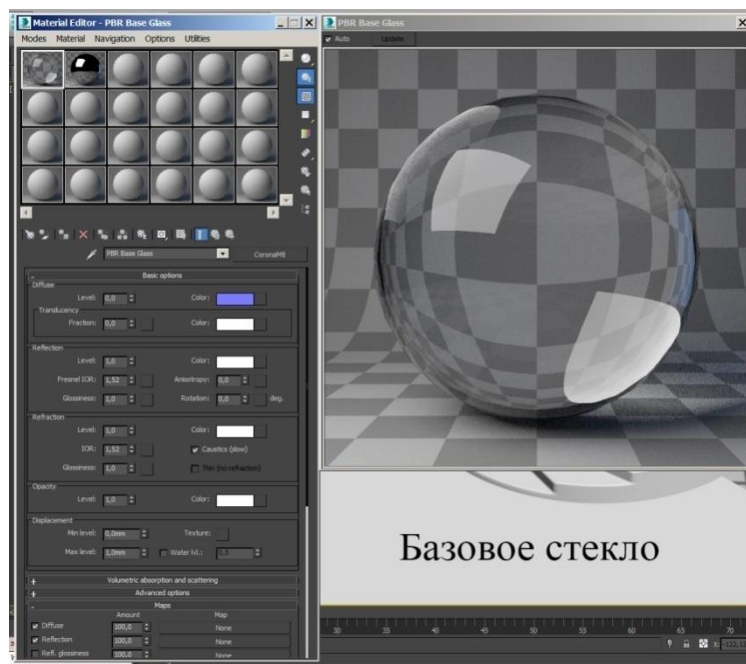 Material Editor - PBR Base Glass
Modes Material Navigation Options Utilities
PBR Base Glass CoronaMtl
- Basic options
Diffuse
Level: 0,0 Color:
Translucency
Fraction: 0,0 Color:
Reflection
Level: 1,0 Color:
Fresnel IOR: 1,52 Anisotropy: 0,0
Glossiness: 1,0 Rotation: 0,0 deg.
Refraction
Level: 1,0 Color:
IOR: 1,52 Caustics (slow)
Glossiness: 1,0 Thin (no refraction)
Opacity
Level: 1,0 Color:
Displacement
Min level: 0,0mm Texture:
Max level: 1,0mm Water lvl.: 0,5
+ Volumetric absorption and scattering
+ Advanced options
- Maps
Amount Map
Diffuse 100,0 None
Reflection 100,0 None
Refl. glossiness 100,0 None
PBR Base Glass
Auto Update
Базовое стекло
30 35 40 45 50 55 60 65 70
X: